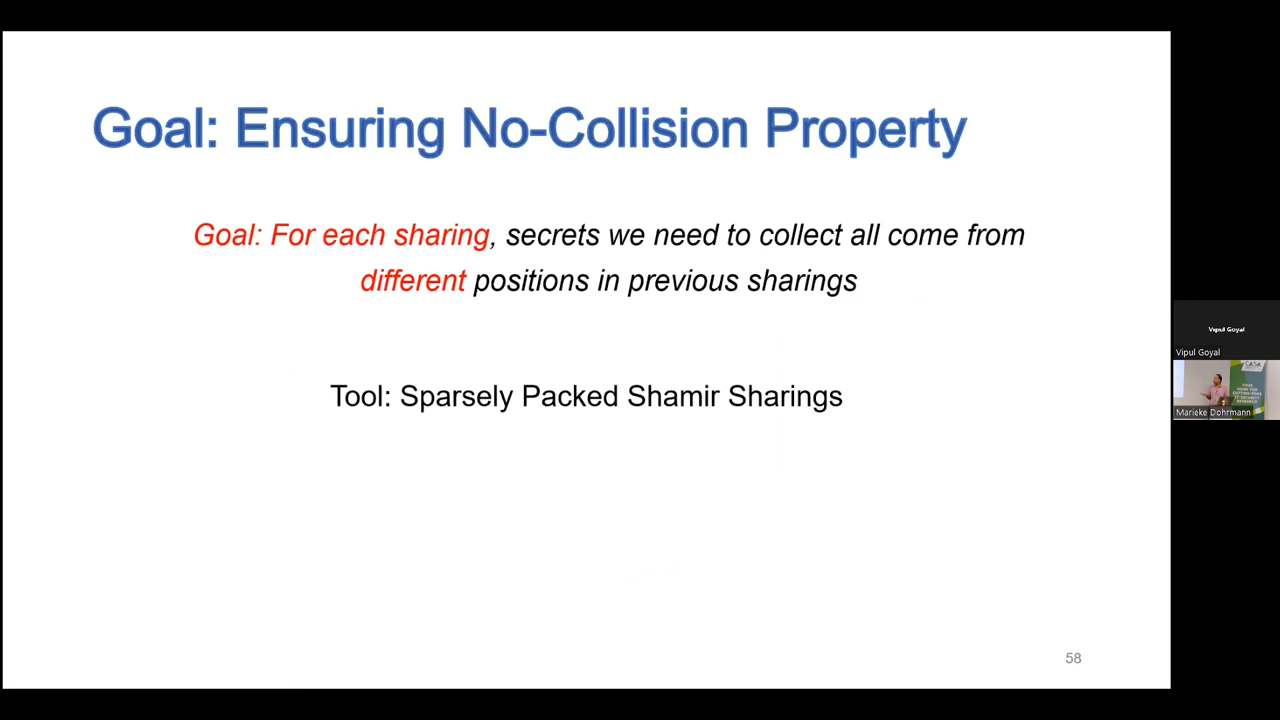 Goal: Ensuring No-Collision Property
Goal: For each sharing, secrets we need to collect all come from
different positions in previous sharings
Tool: Sparsely Packed Shamir Sharings
58
Vipul Goyal
Vipul Goyal
CASA
Marieke Dohrmann